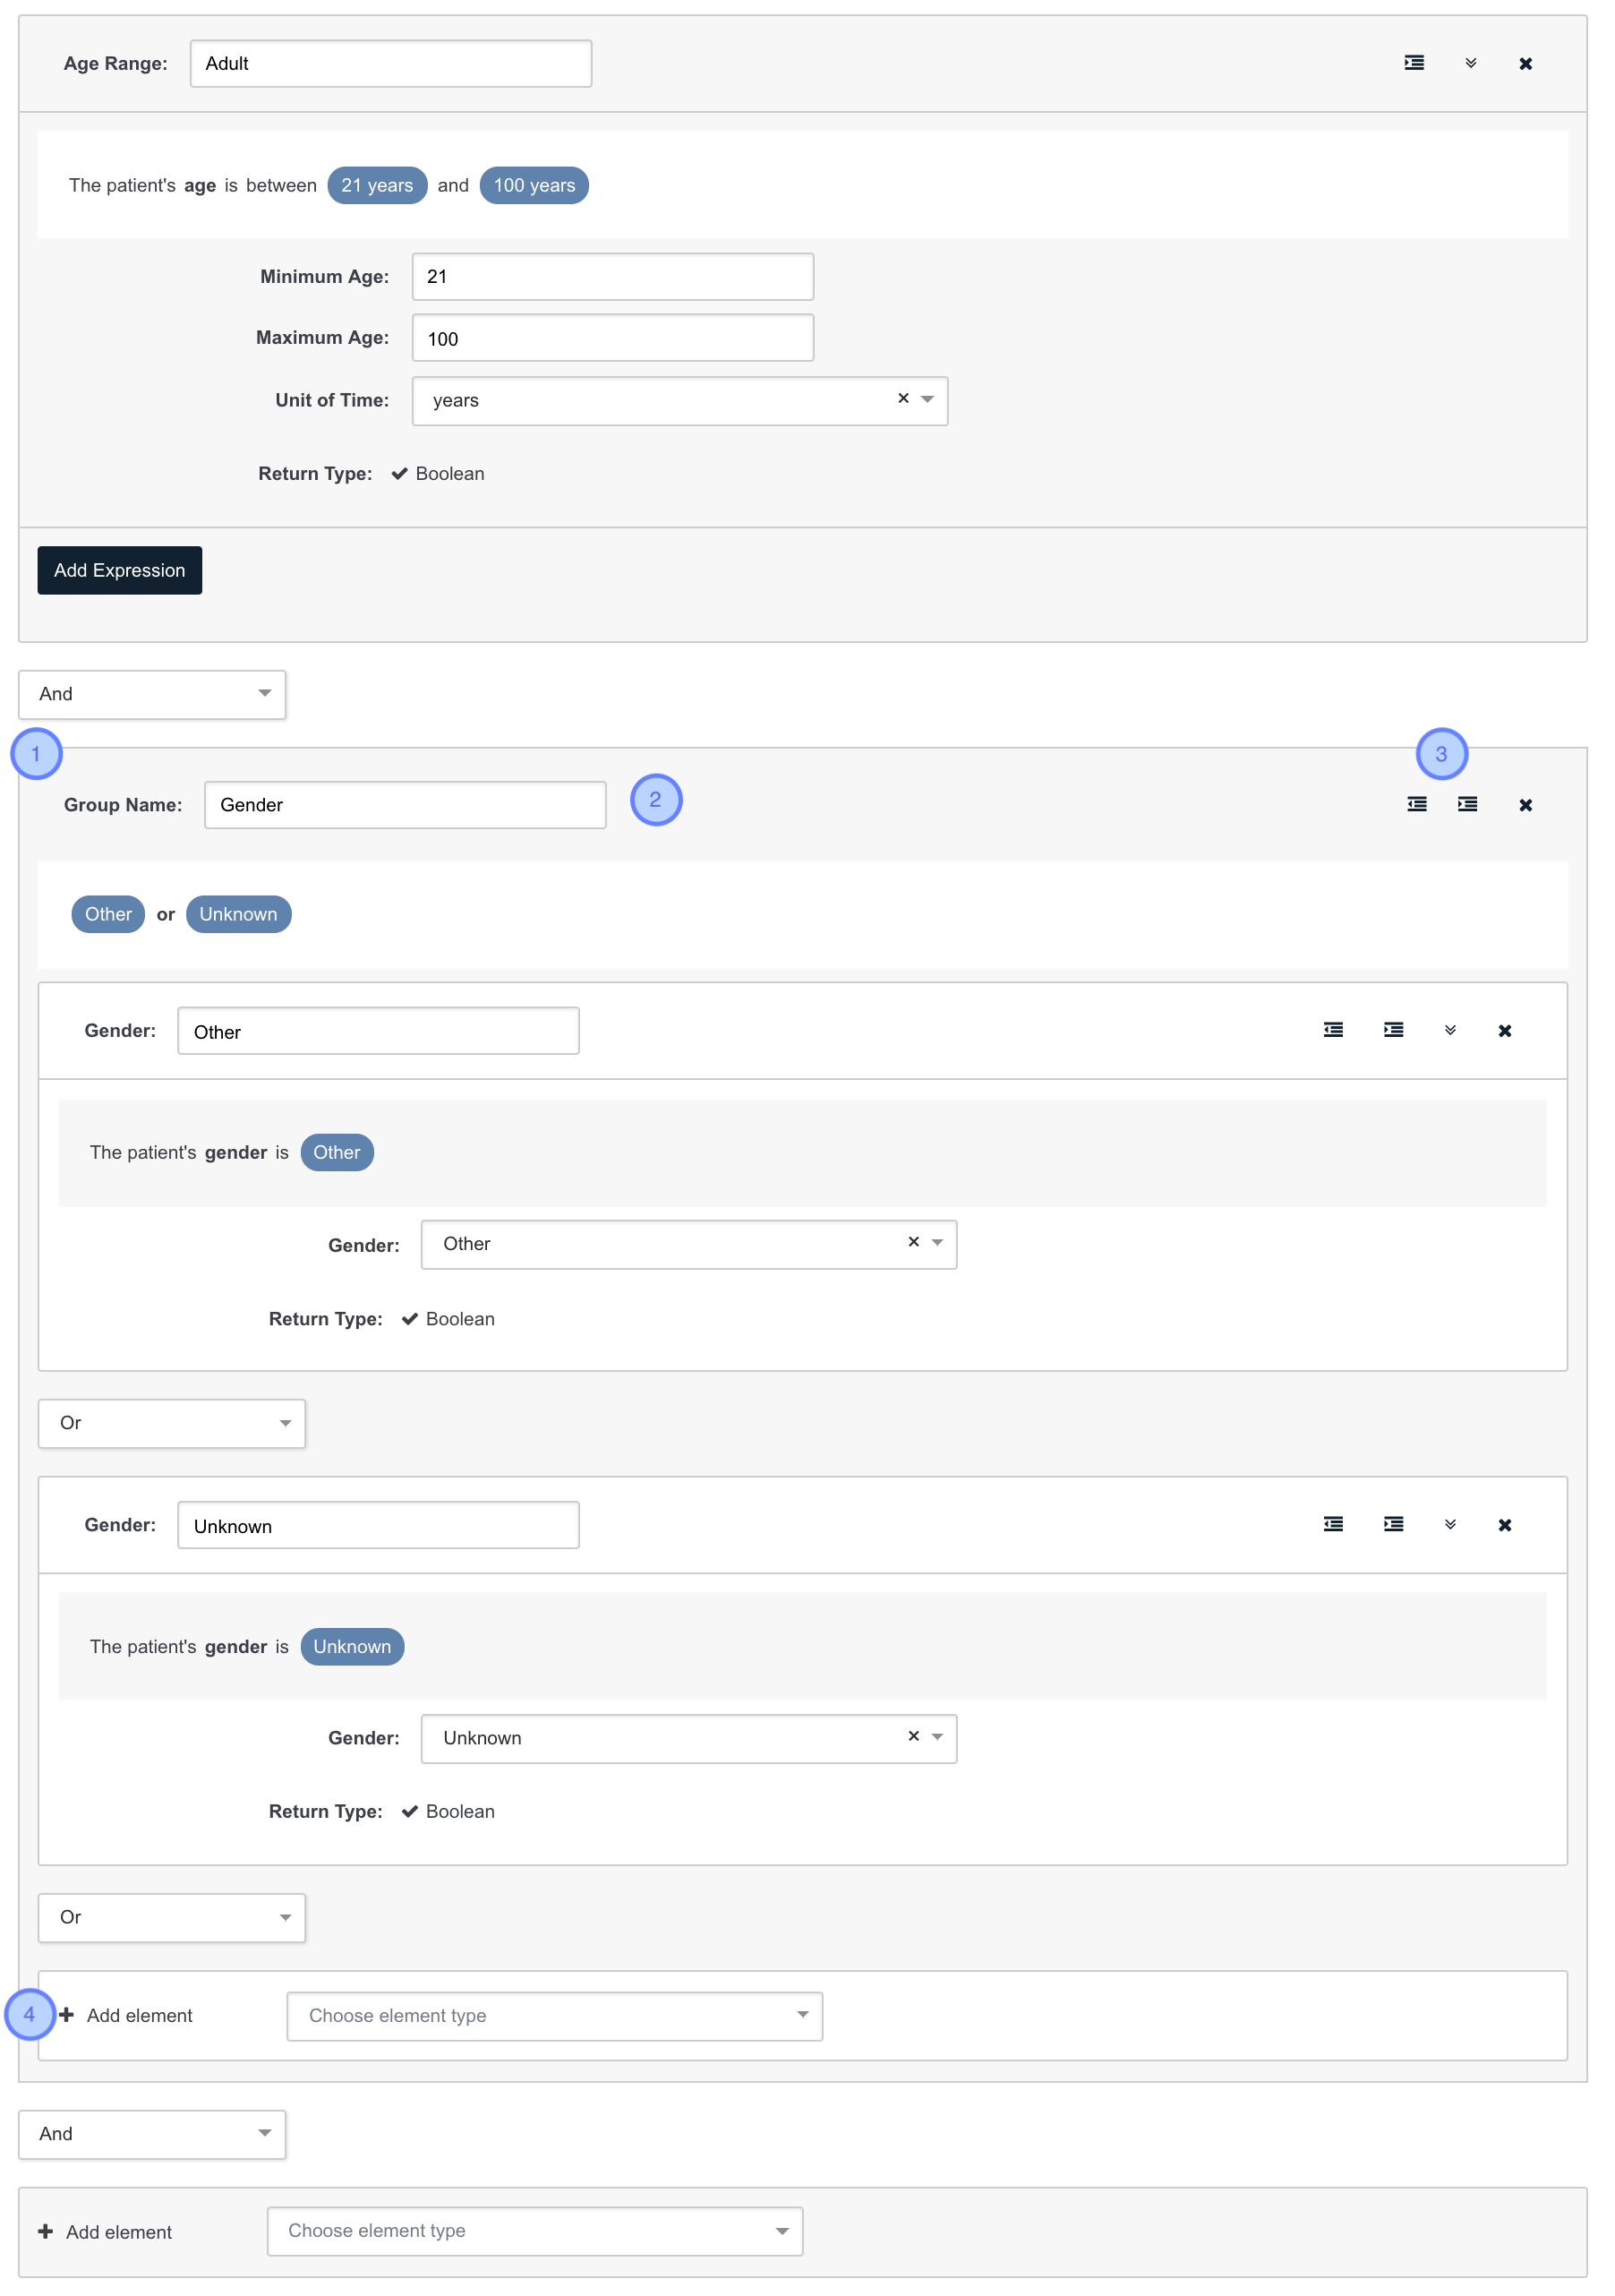 Age Range: Adult
The patient's age is between 21 years and 100 years
Minimum Age: 21
Maximum Age: 100
Unit of Time: years
Return Type: Boolean
Add Expression
And
1
3
Group Name: Gender 2
Other or Unknown
Gender: Other
The patient's gender is Other
Gender: Other
Return Type: Boolean
Or
Gender: Unknown
The patient's gender is Unknown
Gender: Unknown
Return Type: Boolean
Or
4 Add element Choose element type
And
Add element Choose element type